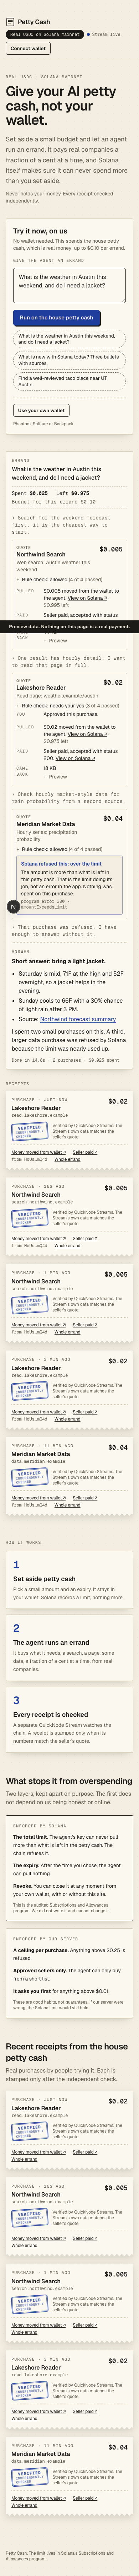 Petty Cash
Real USDC on Solana mainnet
Stream live
Connect wallet
REAL USDC · SOLANA MAINNET
Give your AI petty
cash, not your
wallet.
Set aside a small budget and let an agent
run an errand. It pays real companies a
fraction of a cent at a time, and Solana
itself makes sure it can never spend more
than you set aside.
Never holds your money. Every receipt checked
independently.
Try it now, on us
No wallet needed. This spends the house petty
cash, which is real money: up to $0.10 per errand.
GIVE THE AGENT AN ERRAND
What is the weather in Austin this
weekend, and do I need a jacket?
Run on the house petty cash
What is the weather in Austin this weekend,
and do I need a jacket?
What is new with Solana today? Three bullets
with sources.
Find a well-reviewed taco place near UT
Austin.
Use your own wallet
Phantom, Solflare or Backpack.
ERRAND
What is the weather in Austin this
weekend, and do I need a jacket?
Spent $0.025 Left $0.975
Budget for this errand $0.10
› Search for the weekend forecast
first, it is the cheapest way to
start.
QUOTE
Northwind Search
$0.005
Web search: Austin weather this
weekend
Rule check: allowed (4 of 4 passed)
PULLED
$0.005 moved from the wallet to
the agent. View on Solana ↗
$0.995 left
PAID
Seller paid, accepted with status
Preview data. Nothing on this page is a real payment.
BACK
+ Preview
› One result has hourly detail. I want
to read that page in full.
QUOTE
Lakeshore Reader
$0.02
Read page: weather.example/austin
Rule check: needs your yes (3 of 4 passed)
YOU
Approved this purchase.
PULLED
$0.02 moved from the wallet to
the agent. View on Solana ↗
$0.975 left
PAID
Seller paid, accepted with status
200. View on Solana ↗
CAME
BACK
18 KB
+ Preview
› Check hourly market-style data for
rain probability from a second source.
QUOTE
Meridian Market Data
$0.04
Hourly series: precipitation
probability
Rule check: allowed (4 of 4 passed)
Solana refused this: over the limit
The amount is more than what is left in
petty cash. That is the limit doing its
job, not an error in the app. Nothing was
spent on this purchase.
N
› That purchase was refused. I have
enough to answer without it.
ANSWER
Short answer: bring a light jacket.
Saturday is mild, 71F at the high and 52F
overnight, so a jacket helps in the
evening.
Sunday cools to 66F with a 30% chance
of light rain after 3 PM.
Source: Northwind forecast summary
I spent two small purchases on this. A third,
larger data purchase was refused by Solana
because the limit was nearly used up.
Done in 14.8s · 2 purchases · $0.025 spent
RECEIPTS
PURCHASE · JUST NOW
Lakeshore Reader
$0.02
read.lakeshore.example
VERIFIED
INDEPENDENTLY
CHECKED
Verified by QuickNode Streams. The
Stream's own data matches the
seller's quote.
Money moved from wallet ↗ Seller paid ↗
Whole errand
PURCHASE · 10S AGO
Northwind Search
$0.005
search.northwind.example
VERIFIED
INDEPENDENTLY
CHECKED
Verified by QuickNode Streams. The
Stream's own data matches the
seller's quote.
Money moved from wallet ↗ Seller paid ↗
Whole errand
PURCHASE · 1 MIN AGO
Northwind Search
$0.005
search.northwind.example
VERIFIED
INDEPENDENTLY
CHECKED
Verified by QuickNode Streams. The
Stream's own data matches the
seller's quote.
Money moved from wallet ↗ Seller paid ↗
Whole errand
PURCHASE · 3 MIN AGO
Lakeshore Reader
$0.02
read.lakeshore.example
VERIFIED
INDEPENDENTLY
CHECKED
Verified by QuickNode Streams. The
Stream's own data matches the
seller's quote.
Money moved from wallet ↗ Seller paid ↗
Whole errand
PURCHASE · 11 MIN AGO
Meridian Market Data
$0.04
data.meridian.example
VERIFIED
INDEPENDENTLY
CHECKED
Verified by QuickNode Streams. The
Stream's own data matches the
seller's quote.
Money moved from wallet ↗ Seller paid ↗
Whole errand
HOW IT WORKS
1
Set aside petty cash
Pick a small amount and an expiry. It stays in
your wallet. Solana records a limit, nothing more.
2
The agent runs an errand
It buys what it needs, a search, a page, some
data, a fraction of a cent at a time, from real
companies.
3
Every receipt is checked
A separate QuickNode Stream watches the
chain. A receipt is stamped only when its
numbers match the seller's quote.
What stops it from overspending
Two layers, kept apart on purpose. The first does
not depend on us being honest or online.
ENFORCED BY SOLANA
The total limit. The agent's key can never pull
more than what is left in the petty cash. The
chain refuses it.
The expiry. After the time you chose, the agent
can pull nothing.
Revoke. You can close it at any moment from
your own wallet, with or without this site.
This is the audited Subscriptions and Allowances
program. We did not write it and cannot change it.
ENFORCED BY OUR SERVER
A ceiling per purchase. Anything above $0.25 is
refused.
Approved sellers only. The agent can only buy
from a short list.
It asks you first for anything above $0.01.
These are good habits, not guarantees. If our server were
wrong, the Solana limit would still hold.
Recent receipts from the house
petty cash
Real purchases by people trying it. Each is
stamped only after the independent check.
PURCHASE · JUST NOW
Lakeshore Reader
$0.02
read.lakeshore.example
VERIFIED
INDEPENDENTLY
CHECKED
Verified by QuickNode Streams. The
Stream's own data matches the
seller's quote.
Money moved from wallet ↗ Seller paid ↗
Whole errand
PURCHASE · 10S AGO
Northwind Search
$0.005
search.northwind.example
VERIFIED
INDEPENDENTLY
CHECKED
Verified by QuickNode Streams. The
Stream's own data matches the
seller's quote.
Money moved from wallet ↗ Seller paid ↗
Whole errand
PURCHASE · 1 MIN AGO
Northwind Search
$0.005
search.northwind.example
VERIFIED
INDEPENDENTLY
CHECKED
Verified by QuickNode Streams. The
Stream's own data matches the
seller's quote.
Money moved from wallet ↗ Seller paid ↗
Whole errand
PURCHASE · 3 MIN AGO
Lakeshore Reader
$0.02
read.lakeshore.example
VERIFIED
INDEPENDENTLY
CHECKED
Verified by QuickNode Streams. The
Stream's own data matches the
seller's quote.
Money moved from wallet ↗ Seller paid ↗
Whole errand
PURCHASE · 11 MIN AGO
Meridian Market Data
$0.04
data.meridian.example
VERIFIED
INDEPENDENTLY
CHECKED
Verified by QuickNode Streams. The
Stream's own data matches the
seller's quote.
Money moved from wallet ↗ Seller paid ↗
Whole errand
Petty Cash. The limit lives in Solana's Subscriptions and
Allowances program.